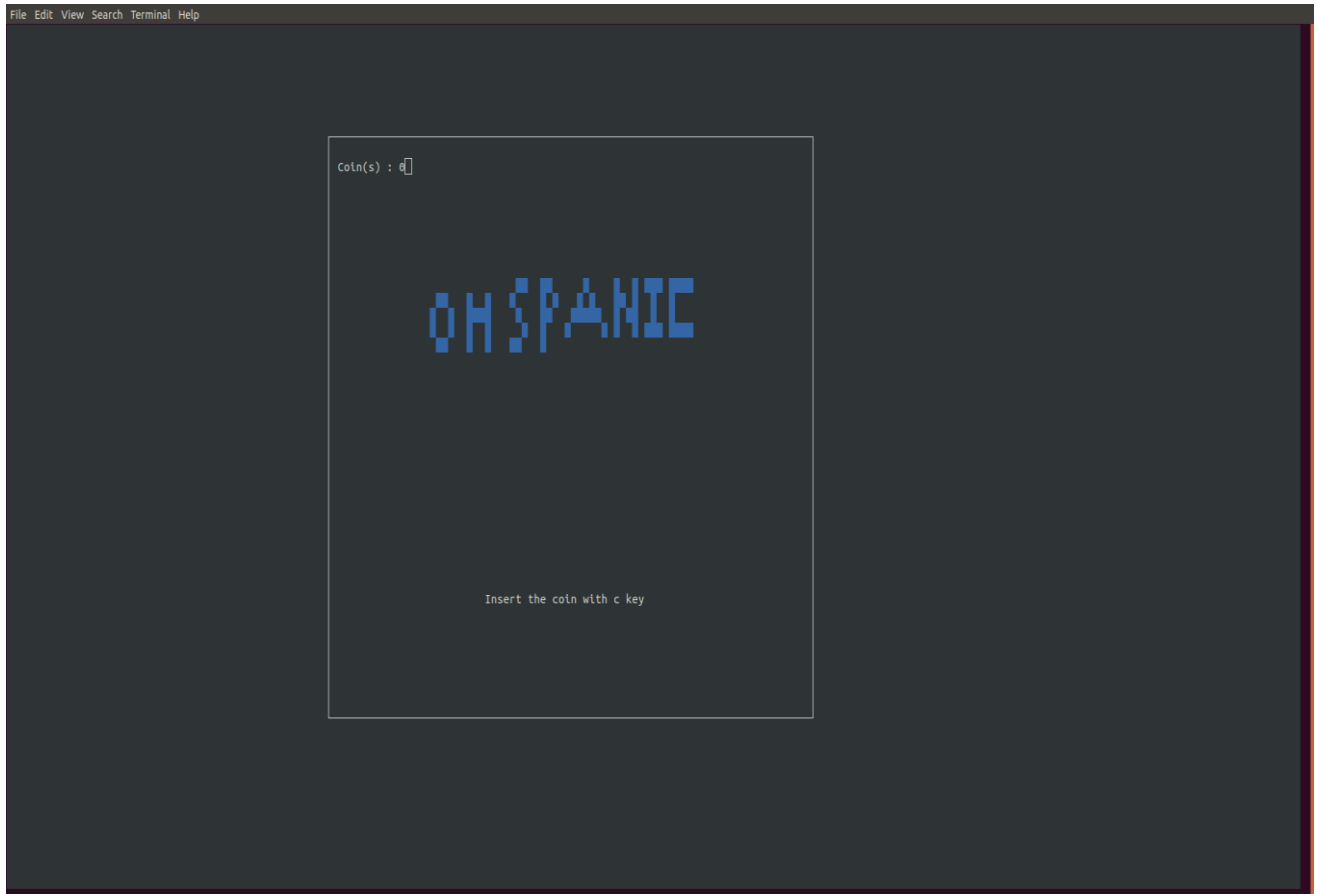 File Edit View Search Terminal Help
Coin(s) : 0
OH SPANIC
Insert the coin with c key